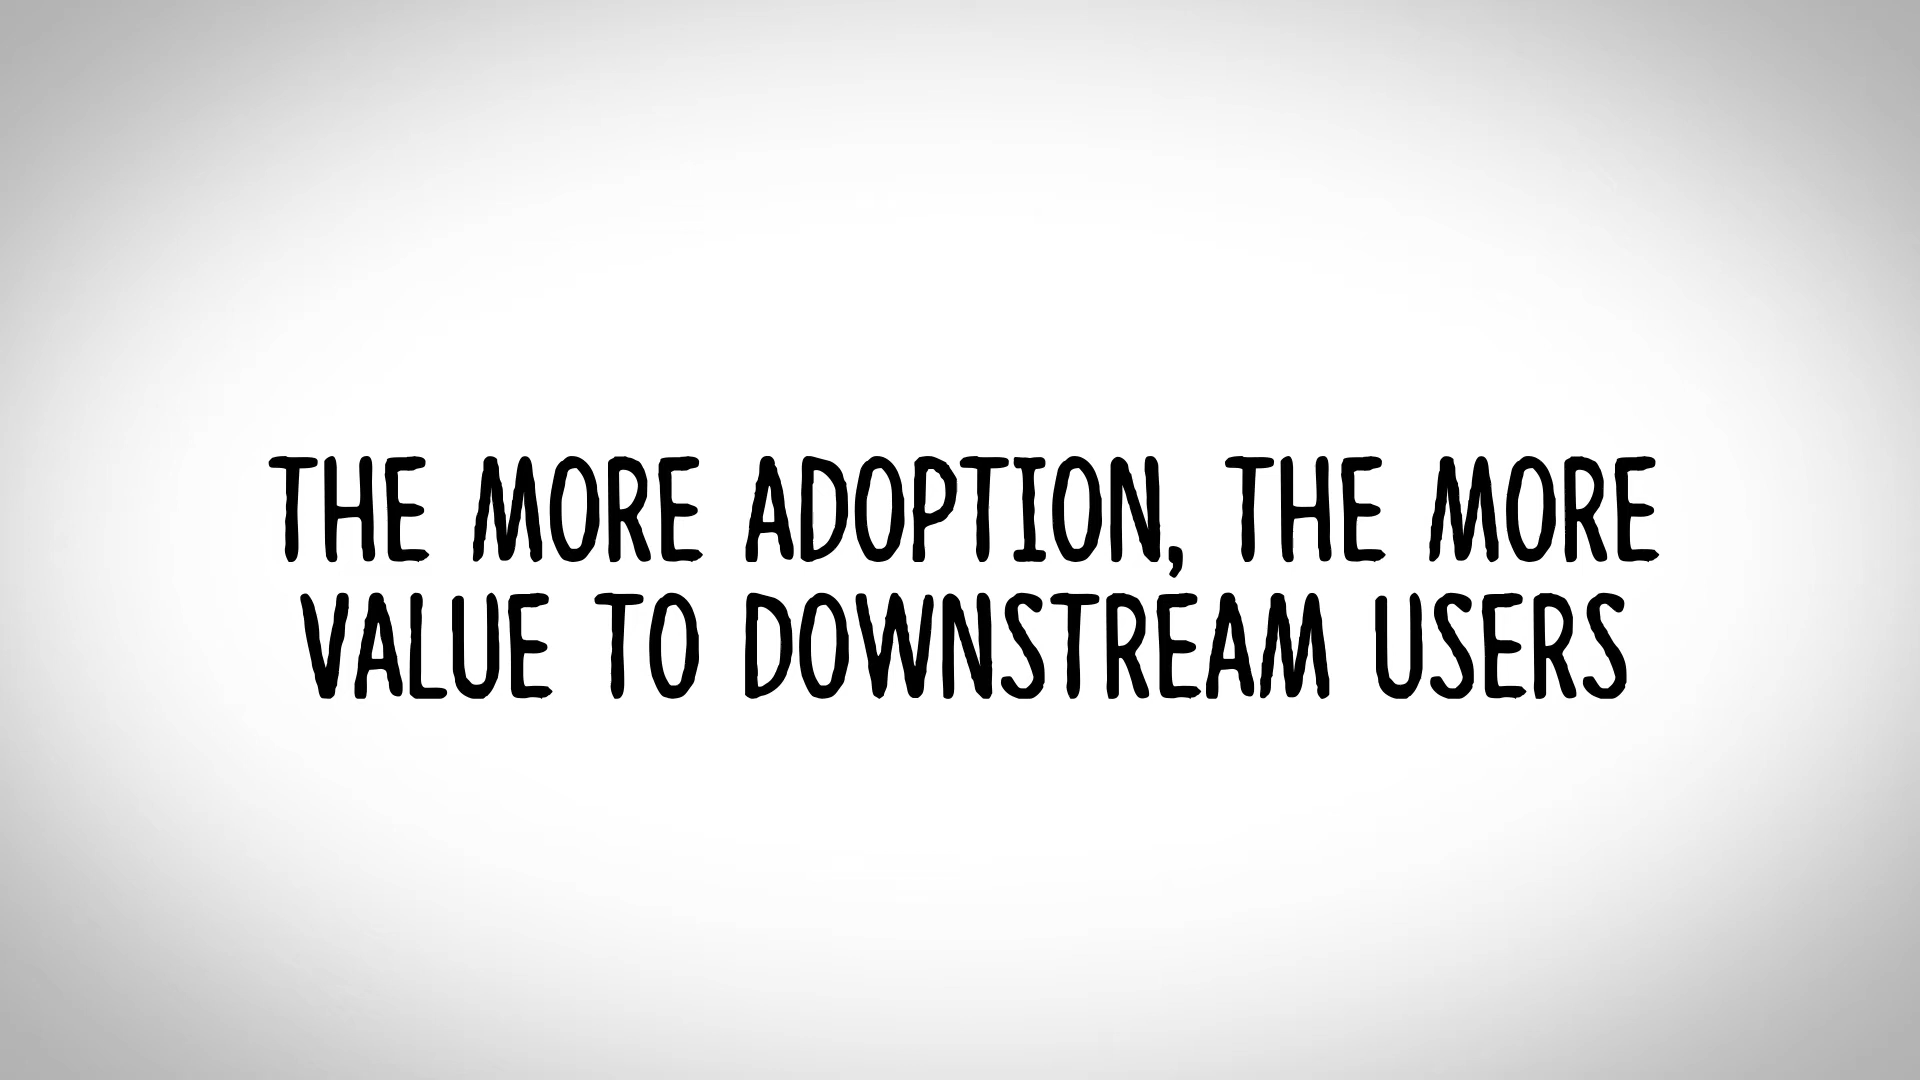 THE MORE ADOPTION, THE MORE
VALUE TO DOWNSTREAM USERS